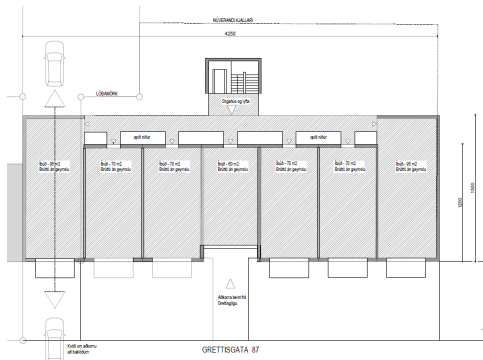 NÚVERANDI KJALLARI
4250
LÓÐAMÖRK
Stigahús og lyfta
opið niður
opið niður
Íbúð - 95 m2
Brúttó án geymslu
Íbúð - 70 m2
Brúttó án geymslu
Íbúð - 70 m2
Brúttó án geymslu
Íbúð - 60 m2
Brúttó án geymslu
Íbúð - 70 m2
Brúttó án geymslu
Íbúð - 70 m2
Brúttó án geymslu
Íbúð - 95 m2
Brúttó án geymslu
1200
1500
Aðkoma beint frá
Grettisgötu
Kvöð um aðkomu
að baklóðum
GRETTISGATA 87